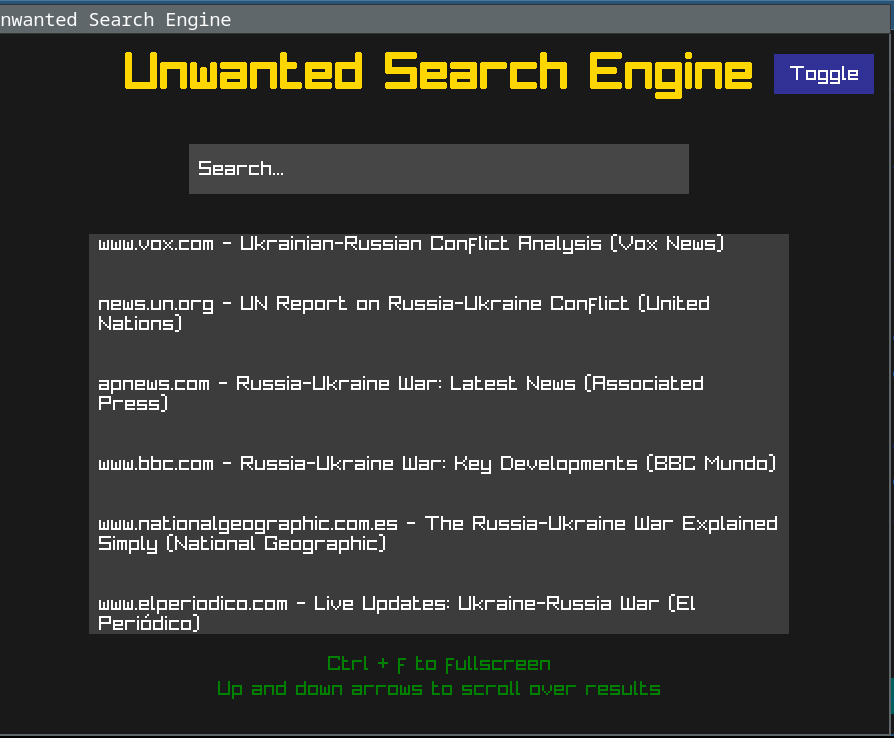 nwanted Search Engine
Unwanted Search Engine
Toggle
Search...
www.vox.com - Ukrainian-Russian Conflict Analysis (Vox News)
news.un.org - UN Report on Russia-Ukraine Conflict (United
Nations)
apnews.com - Russia-Ukraine War: Latest News (Associated
Press)
www.bbc.com - Russia-Ukraine War: Key Developments (BBC Mundo)
www.nationalgeographic.com.es - The Russia-Ukraine War Explained
Simply (National Geographic)
www.elperiodico.com - Live Updates: Ukraine-Russia War (El
Periódico)
Ctrl + F to Fullscreen
Up and down arrows to scroll over results